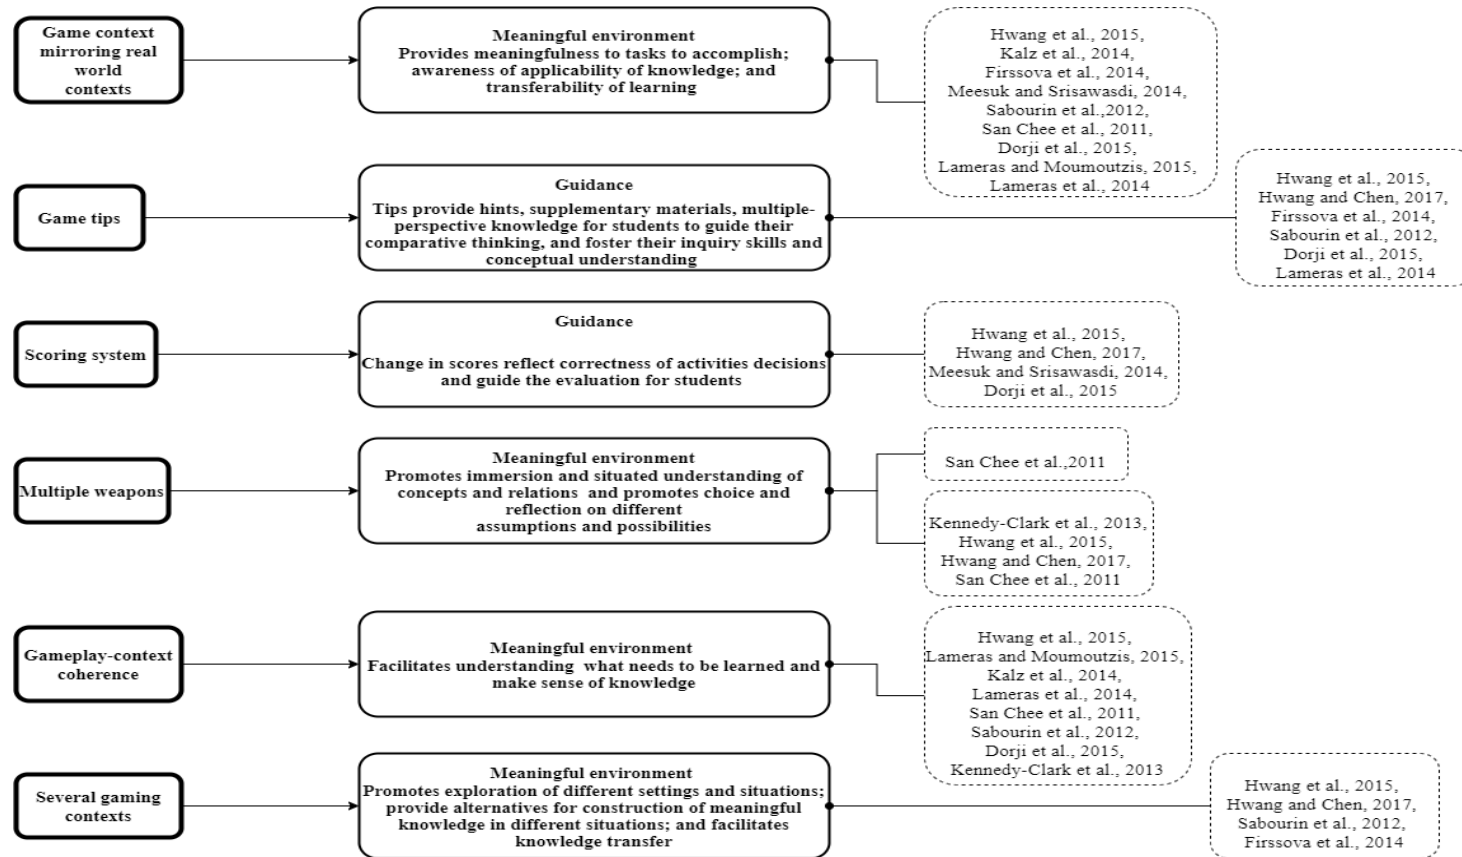 Game context
mirroring real
world
contexts
Meaningful environment
Provides meaningfulness to tasks to accomplish;
awareness of applicability of knowledge; and
transferability of learning
Hwang et al., 2015,
Kalz et al., 2014,
Firssova et al., 2014,
Meesuk and Srisawasdi, 2014,
Sabourin et al.,2012,
San Chee et al., 2011,
Dorji et al., 2015,
Lameras and Moumoutzis, 2015,
Lameras et al., 2014
Game tips
Guidance
Tips provide hints, supplementary materials, multiple-
perspective knowledge for students to guide their
comparative thinking, and foster their inquiry skills and
conceptual understanding
Hwang et al., 2015,
Hwang and Chen, 2017,
Firssova et al., 2014,
Sabourin et al., 2012,
Dorji et al., 2015,
Lameras et al., 2014
Scoring system
Guidance
Change in scores reflect correctness of activities decisions
and guide the evaluation for students
Hwang et al., 2015,
Hwang and Chen, 2017,
Meesuk and Srisawasdi, 2014,
Dorji et al., 2015
Multiple weapons
Meaningful environment
Promotes immersion and situated understanding of
concepts and relations and promotes choice and
reflection on different
assumptions and possibilities
San Chee et al.,2011
Kennedy-Clark et al., 2013,
Hwang et al., 2015,
Hwang and Chen, 2017,
San Chee et al., 2011
Gameplay-context
coherence
Meaningful environment
Facilitates understanding what needs to be learned and
make sense of knowledge
Hwang et al., 2015,
Lameras and Moumoutzis, 2015,
Kalz et al., 2014,
Lameras et al., 2014,
San Chee et al., 2011,
Sabourin et al., 2012,
Dorji et al., 2015,
Kennedy-Clark et al., 2013
Several gaming
contexts
Meaningful environment
Promotes exploration of different settings and situations;
provide alternatives for construction of meaningful
knowledge in different situations; and facilitates
knowledge transfer
Hwang et al., 2015,
Hwang and Chen, 2017,
Sabourin et al., 2012,
Firssova et al., 2014